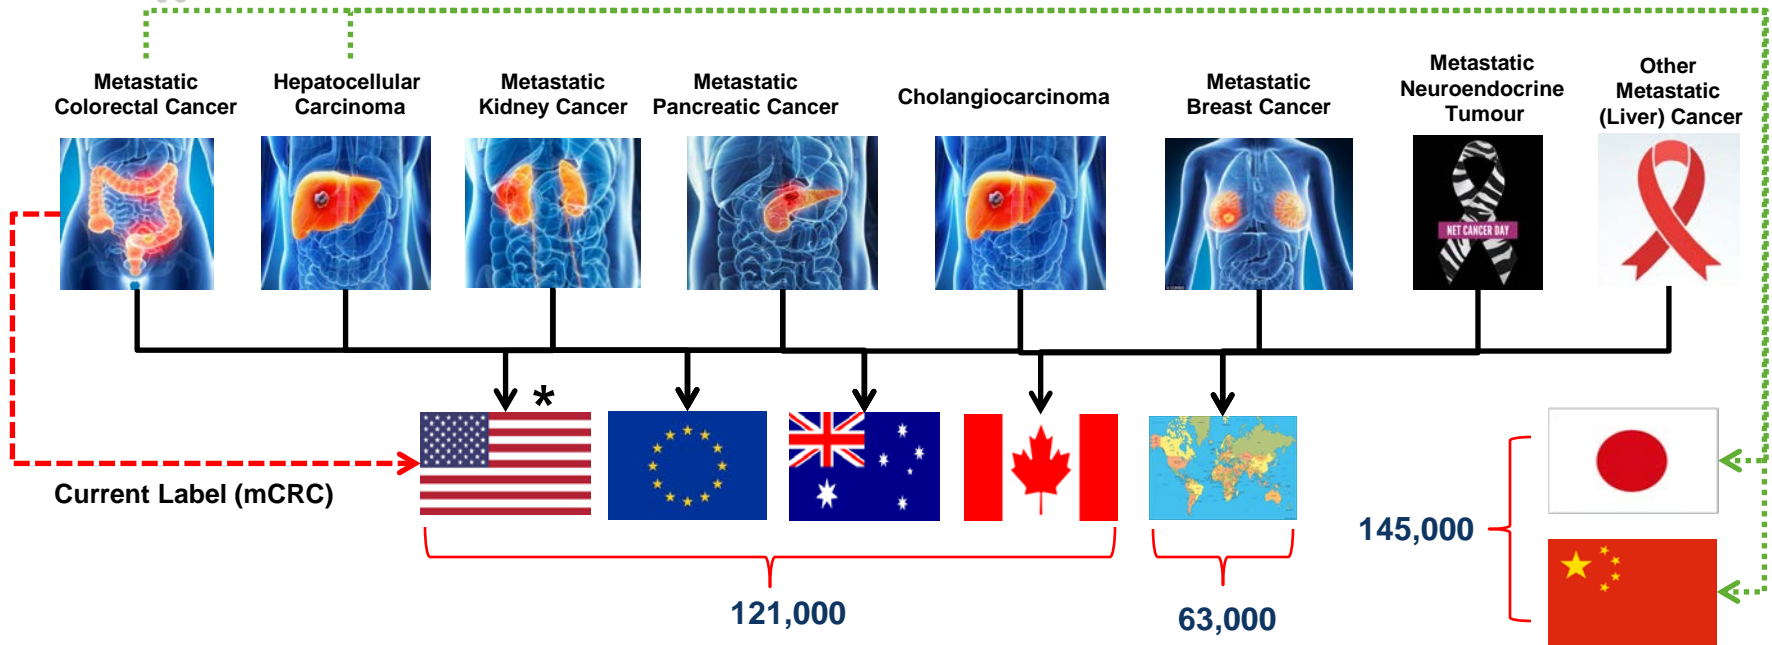 Metastatic
Colorectal Cancer
Hepatocellular
Carcinoma
Metastatic
Kidney Cancer
Metastatic
Pancreatic Cancer
Cholangiocarcinoma
Metastatic
Breast Cancer
Metastatic
Neuroendocrine
Tumour
Other
Metastatic
(Liver) Cancer
NET CANCER DAY
*
Current Label (mCRC)
121,000
63,000
145,000